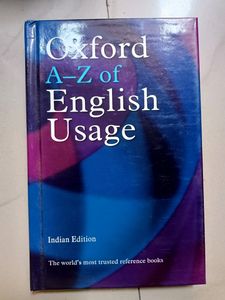 Oxford
A–Z of
English
Usage
Indian Edition
The world's most trusted reference books